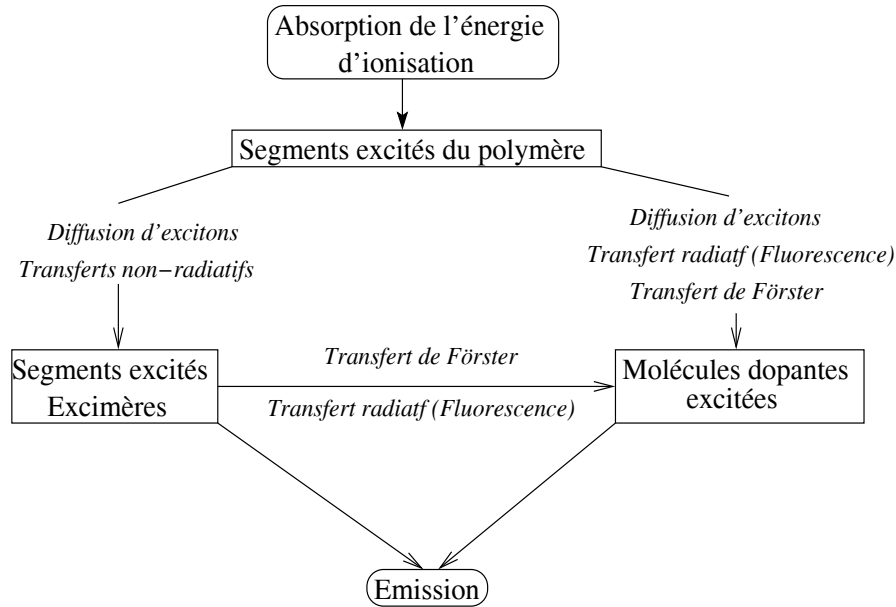 Absorption de l'énergie
d'ionisation
Segments excités du polymère
Diffusion d'excitons
Transferts non−radiatifs
Diffusion d'excitons
Transfert radiatf (Fluorescence)
Transfert de Förster
Segments excités
Excimères
Transfert de Förster
Transfert radiatf (Fluorescence)
Molécules dopantes
excitées
Emission